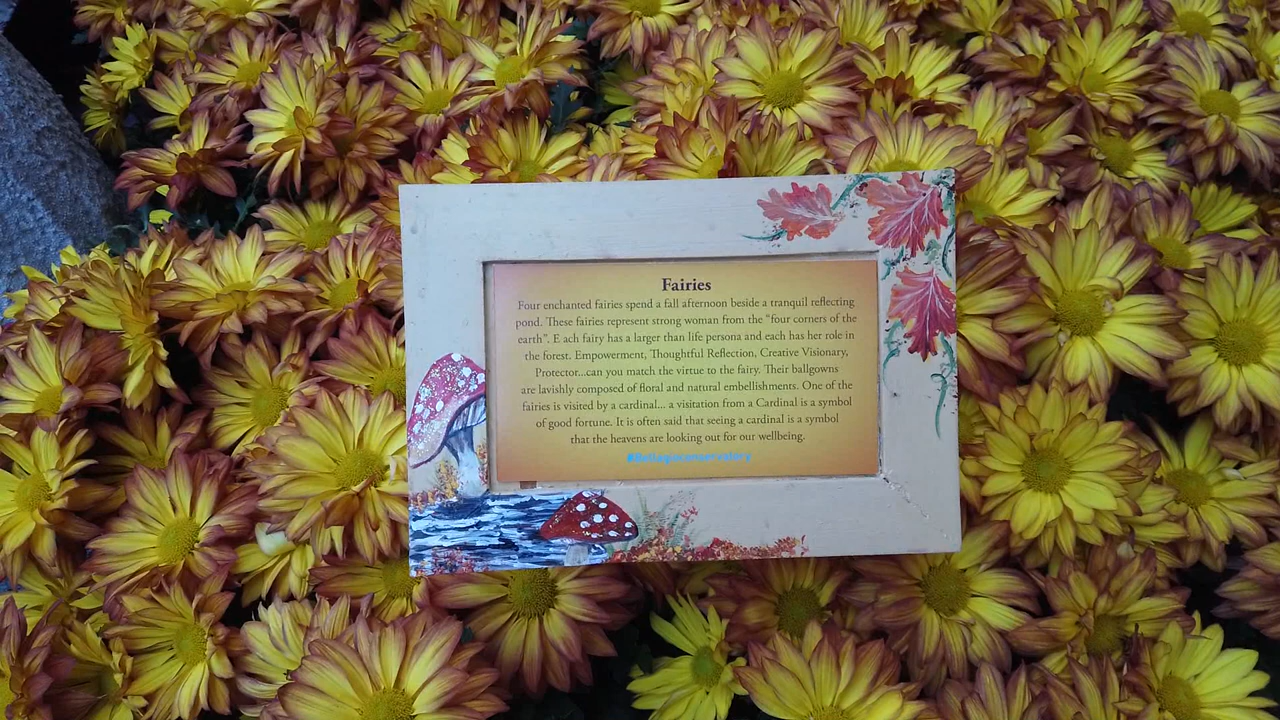 Fairies
Four enchanted fairies spend a fall afternoon beside a tranquil reflecting
pond. These fairies represent strong woman from the “four corners of the
earth”. E ach fairy has a larger than life persona and each has her role in
the forest. Empowerment, Thoughtful Reflection, Creative Visionary,
Protector...can you match the virtue to the fairy. Their ballgowns
are lavishly composed of floral and natural embellishments. One of the
fairies is visited by a cardinal... a visitation from a Cardinal is a symbol
of good fortune. It is often said that seeing a cardinal is a symbol
that the heavens are looking out for our wellbeing.
#Bellagioconservatory